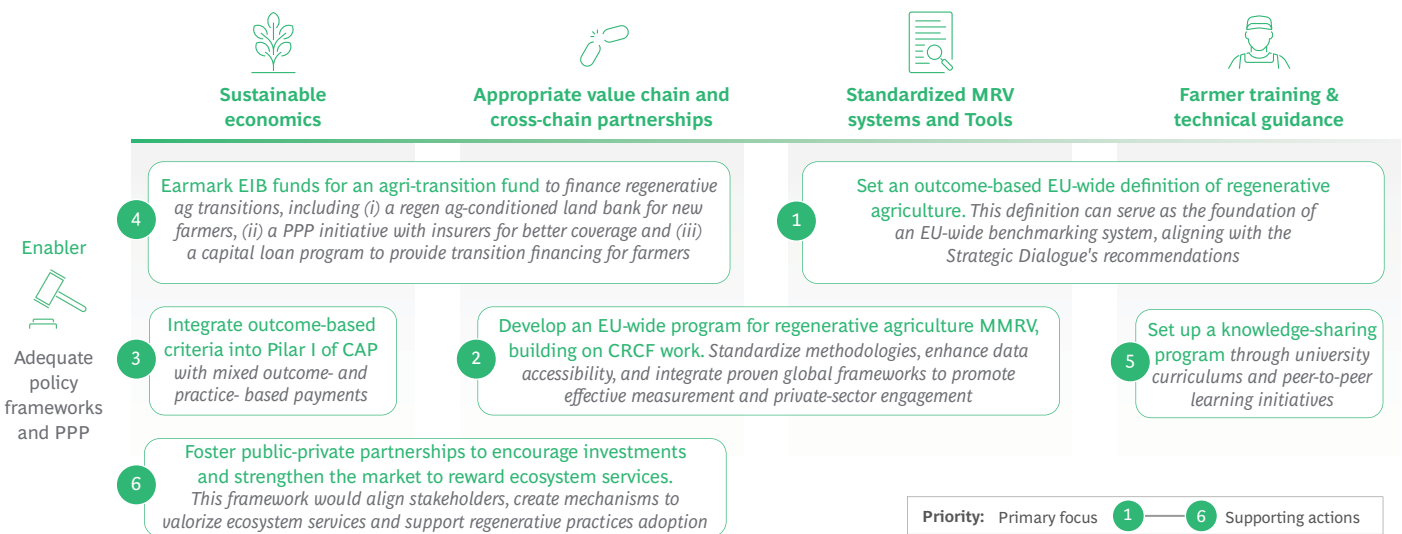 Sustainable
economics
Appropriate value chain and
cross-chain partnerships
Standardized MRV
systems and Tools
Farmer training &
technical guidance
Enabler
Adequate
policy
frameworks
and PPP
4
Earmark EIB funds for an agri-transition fund to finance regenerative
ag transitions, including (i) a regen ag-conditioned land bank for new
farmers, (ii) a PPP initiative with insurers for better coverage and (iii)
a capital loan program to provide transition financing for farmers
1
Set an outcome-based EU-wide definition of regenerative
agriculture. This definition can serve as the foundation of
an EU-wide benchmarking system, aligning with the
Strategic Dialogue's recommendations
3
Integrate outcome-based
criteria into Pilar I of CAP
with mixed outcome- and
practice- based payments
2
Develop an EU-wide program for regenerative agriculture MMRV,
building on CRCF work. Standardize methodologies, enhance data
accessibility, and integrate proven global frameworks to promote
effective measurement and private-sector engagement
5
Set up a knowledge-sharing
program through university
curriculums and peer-to-peer
learning initiatives
6
Foster public-private partnerships to encourage investments
and strengthen the market to reward ecosystem services.
This framework would align stakeholders, create mechanisms to
valorize ecosystem services and support regenerative practices adoption
Priority: Primary focus 1 6 Supporting actions